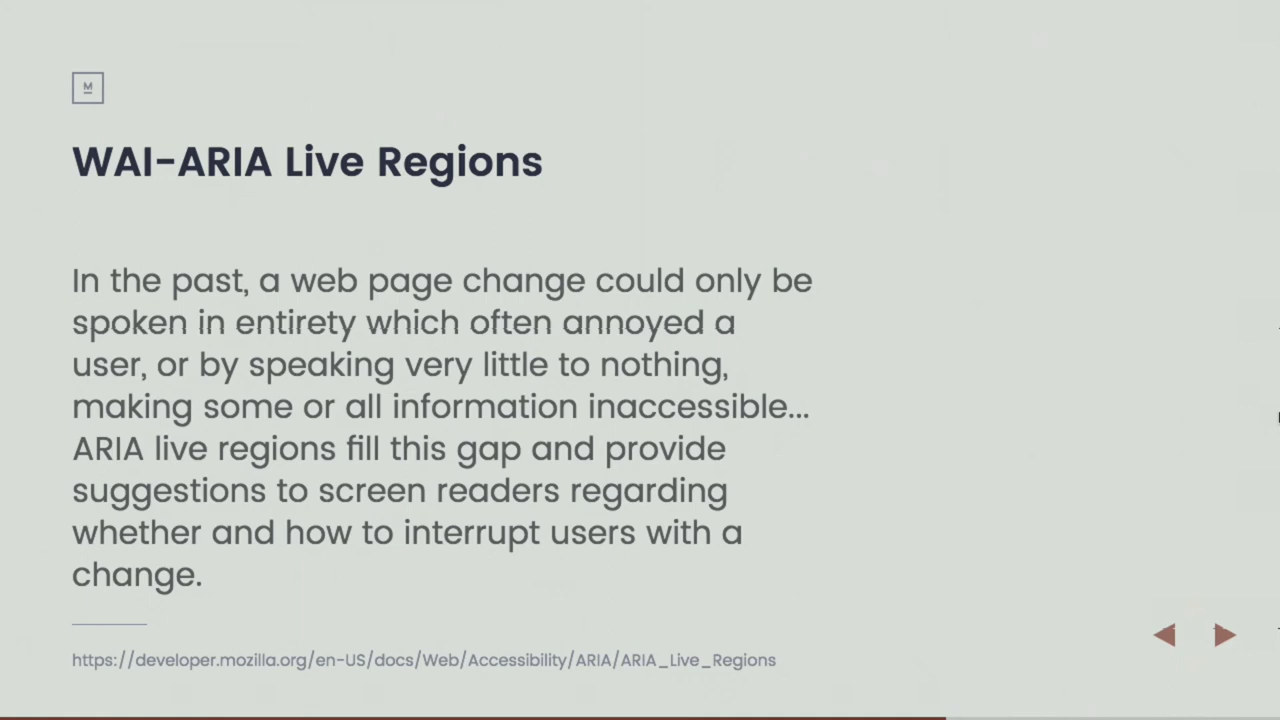 M
WAI-ARIA Live Regions
In the past, a web page change could only be
spoken in entirety which often annoyed a
user, or by speaking very little to nothing,
making some or all information inaccessible...
ARIA live regions fill this gap and provide
suggestions to screen readers regarding
whether and how to interrupt users with a
change.
https://developer.mozilla.org/en-US/docs/Web/Accessibility/ARIA/ARIA_Live_Regions